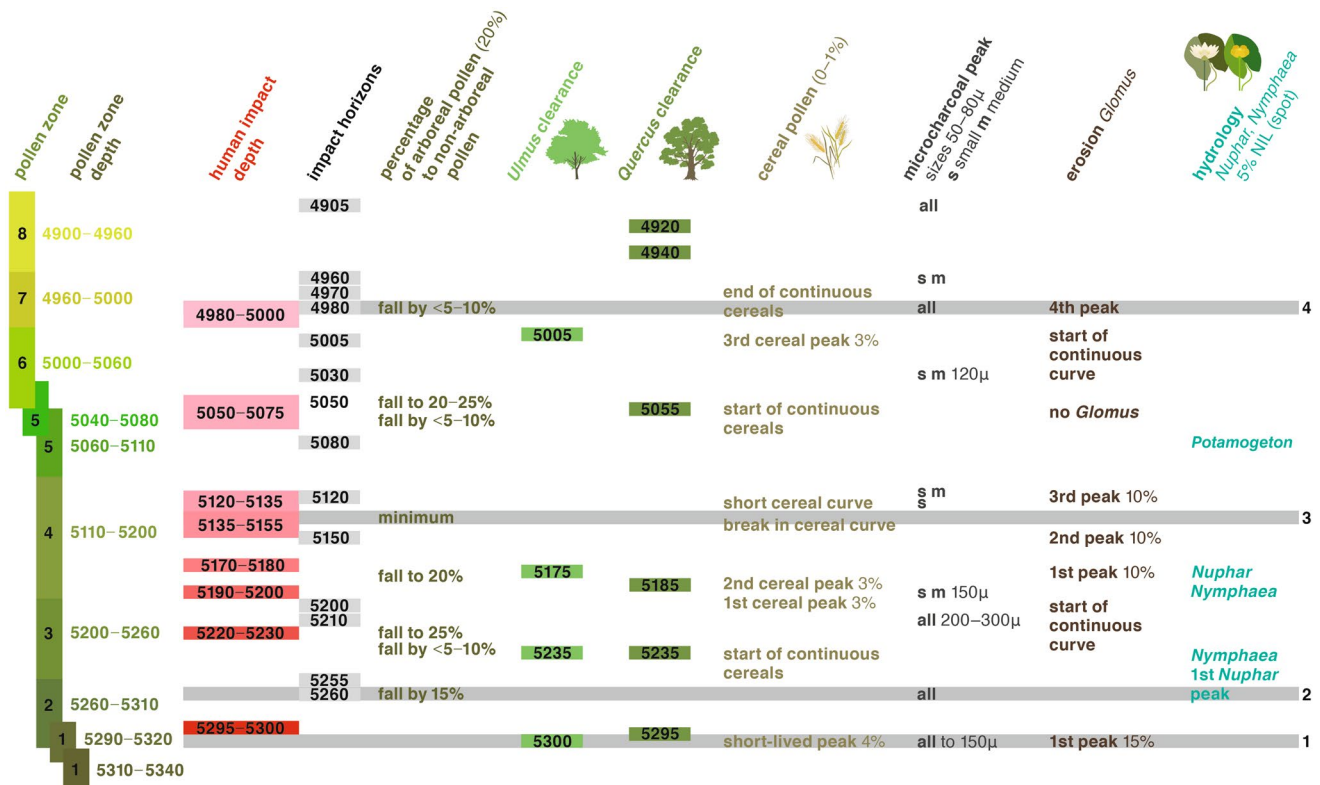 pollen zone
pollen zone
depth
human impact
depth
impact horizons
percentage
of arboreal pollen (20%)
to non-arboreal
pollen
Ulmus clearance
Quercus clearance
cereal pollen (0–1%)
microcharcoal peak
sizes 50–80µ
s small m medium
erosion Glomus
hydrology
Nuphar, Nymphaea
5% NIL (spot)
4905 all
4920
8 4900–4960
4940
4960 s m
4970 end of continuous
7 4960–5000
4980–5000 4980 fall by <5–10% cereals all 4th peak 4
5005 5005 3rd cereal peak 3% start of
continuous
curve
6 5000–5060
5030 s m 120µ
5050 fall to 20–25%
5050–5075 5055 start of continuous no Glomus
5 5040–5080 fall by <5–10% cereals
5 5060–5110 5080 Potamogeton
5120–5135 5120 short cereal curve s m 3rd peak 10%
s
minimum 3
5135–5155 break in cereal curve
4 5110–5200 5150 2nd peak 10%
5170–5180 fall to 20% 5175 1st peak 10% Nuphar
5190–5200 5185 2nd cereal peak 3% s m 150µ Nymphaea
5200 1st cereal peak 3% start of
5210 all 200–300µ continuous
3 5200–5260 5220–5230 fall to 25% curve
fall by <5–10% 5235 5235 start of continuous Nymphaea
5255 cereals 1st Nuphar
5260 fall by 15% all peak 2
2 5260–5310
5295–5300 5295
1 5290–5320 5300 short-lived peak 4% all to 150µ 1st peak 15% 1
1 5310–5340